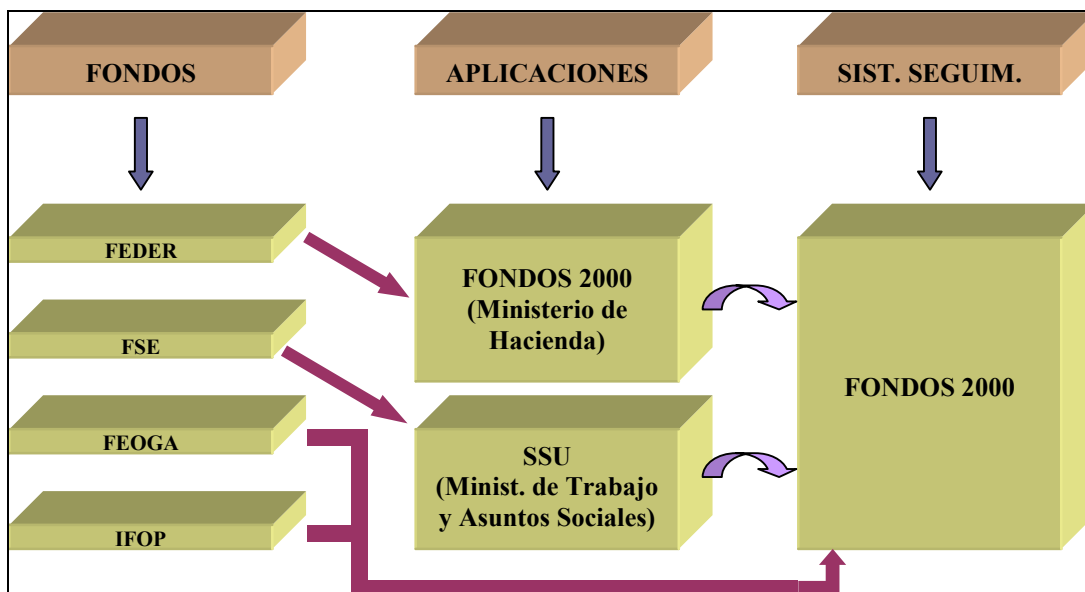 FONDOS
APLICACIONES
SIST. SEGUIM.
FEDER
FSE
FEOGA
IFOP
FONDOS 2000
(Ministerio de
Hacienda)
SSU
(Minist. de Trabajo
y Asuntos Sociales)
FONDOS 2000